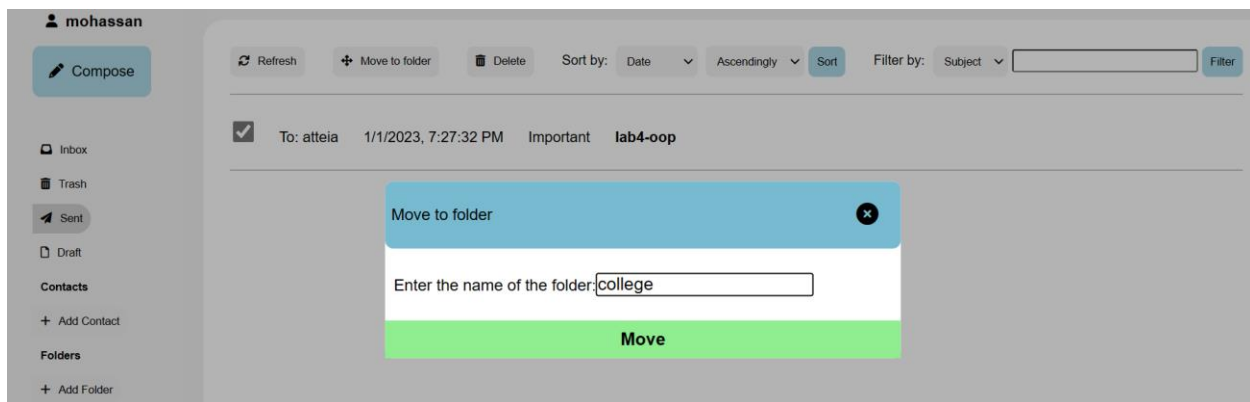 mohassan
Compose
Inbox
Trash
Sent
Draft
Contacts
+ Add Contact
Folders
+ Add Folder
Refresh Move to folder Delete Sort by: Date Ascendingly Sort Filter by: Subject Filter
To: atteia 1/1/2023, 7:27:32 PM Important lab4-oop
Move to folder
Enter the name of the folder: college
Move